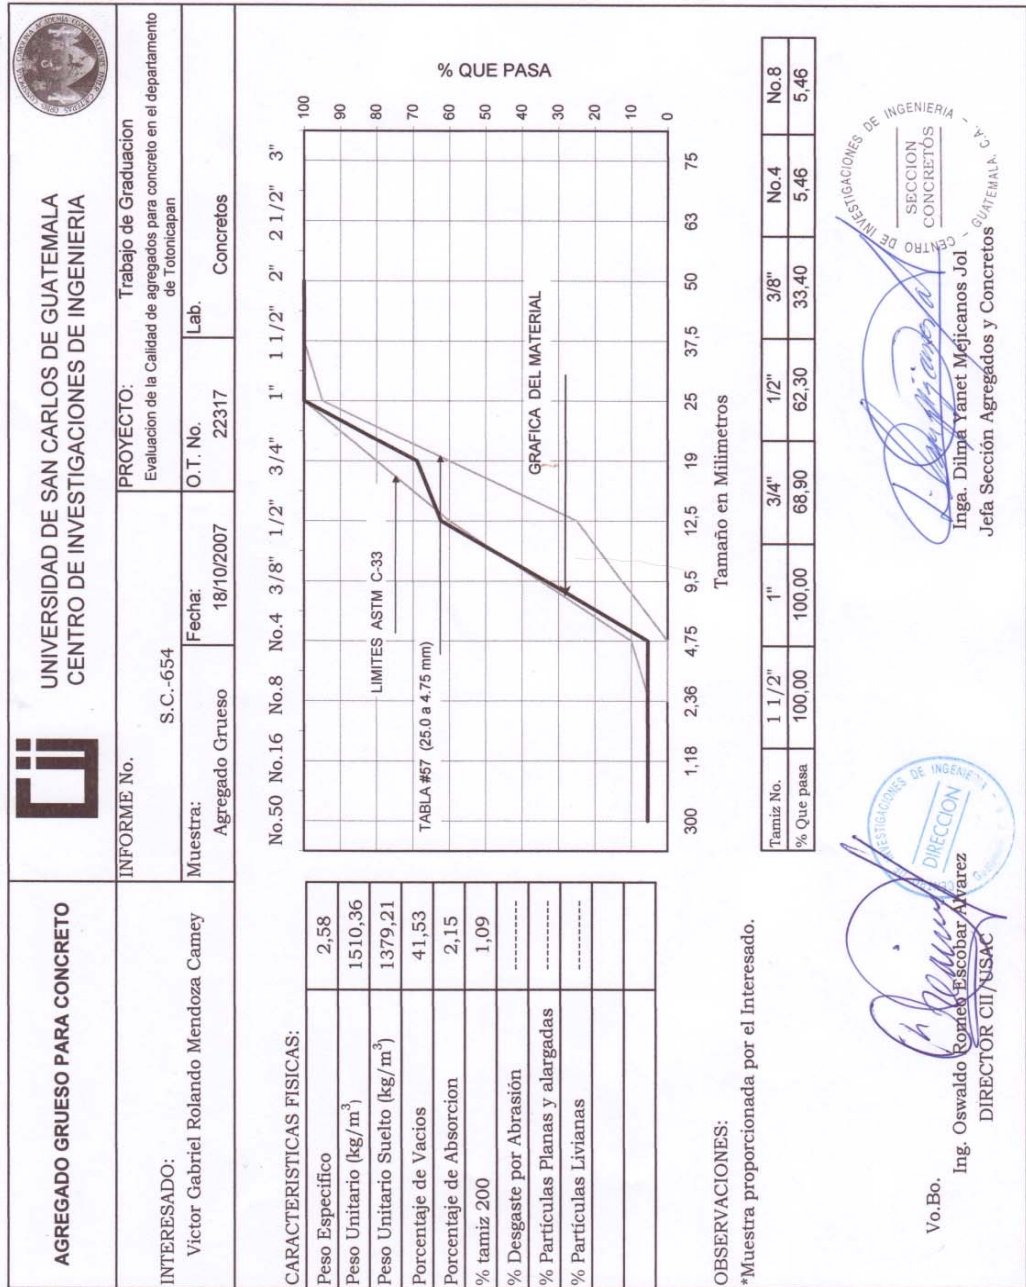 AGREGADO GRUESO PARA CONCRETO
UNIVERSIDAD DE SAN CARLOS DE GUATEMALA
CENTRO DE INVESTIGACIONES DE INGENIERIA
INTERESADO:
Victor Gabriel Rolando Mendoza Camey
INFORME No.
S.C.-654
PROYECTO:
Trabajo de Graduacion
Evaluacion de la Calidad de agregados para concreto en el departamento
de Totonicapan
Muestra:
Agregado Grueso
Fecha:
18/10/2007
O.T. No.
22317
Lab.
Concretos
CARACTERISTICAS FISICAS:
Peso Especifico 2,58
Peso Unitario (kg/m3) 1510,36
Peso Unitario Suelto (kg/m3) 1379,21
Porcentaje de Vacios 41,53
Porcentaje de Absorcion 2,15
% tamiz 200 1,09
% Desgaste por Abrasión ----------
% Partículas Planas y alargadas ----------
% Partículas Livianas ----------
No.50 No.16 No.8 No.4 3/8" 1/2" 3/4" 1" 1 1/2" 2" 2 1/2" 3"
100
90
80
70
60
50
40
30
20
10
0
% QUE PASA
LIMITES ASTM C-33
TABLA #57 (25.0 a 4.75 mm)
GRAFICA DEL MATERIAL
300 1,18 2,36 4,75 9,5 12,5 19 25 37,5 50 63 75
Tamaño en Milimetros
Tamiz No. 1 1/2" 1" 3/4" 1/2" 3/8" No.4 No.8
% Que pasa 100,00 100,00 68,90 62,30 33,40 5,46 5,46
OBSERVACIONES:
*Muestra proporcionada por el Interesado.
Vo.Bo.
Ing. Oswaldo Romeo Escobar Alvarez
DIRECTOR CII/USAC
DIRECCION
Inga. Dilma Yanet Mejicanos Jol
Jefa Sección Agregados y Concretos
CENTRO DE INVESTIGACIONES DE INGENIERIA - GUATEMALA, C.A. -
SECCION
CONCRETOS